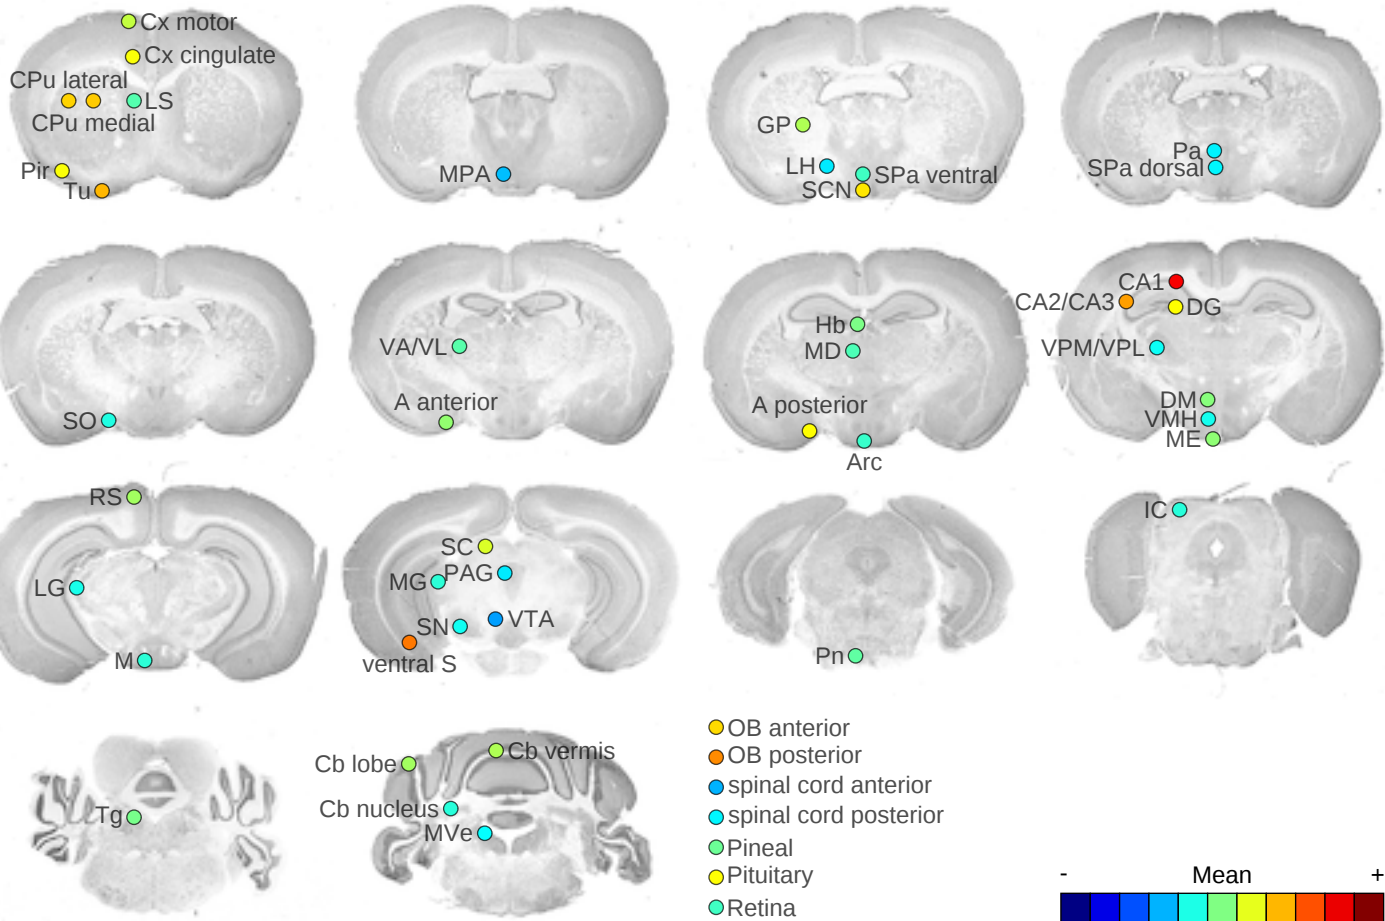 Cx motor
Cx cingulate
CPu lateral
LS
CPu medial
Pir
Tu
MPA
GP
LH
SPa ventral
SCN
Pa
SPa dorsal
SO
VA/VL
A anterior
Hb
MD
A posterior
Arc
CA1
CA2/CA3
DG
VPM/VPL
DM
VMH
ME
RS
LG
M
SC
PAG
MG
VTA
SN
ventral S
Pn
IC
Tg
Cb vermis
Cb lobe
Cb nucleus
MVe
OB anterior
OB posterior
spinal cord anterior
spinal cord posterior
Pineal
Pituitary
Retina
- Mean +